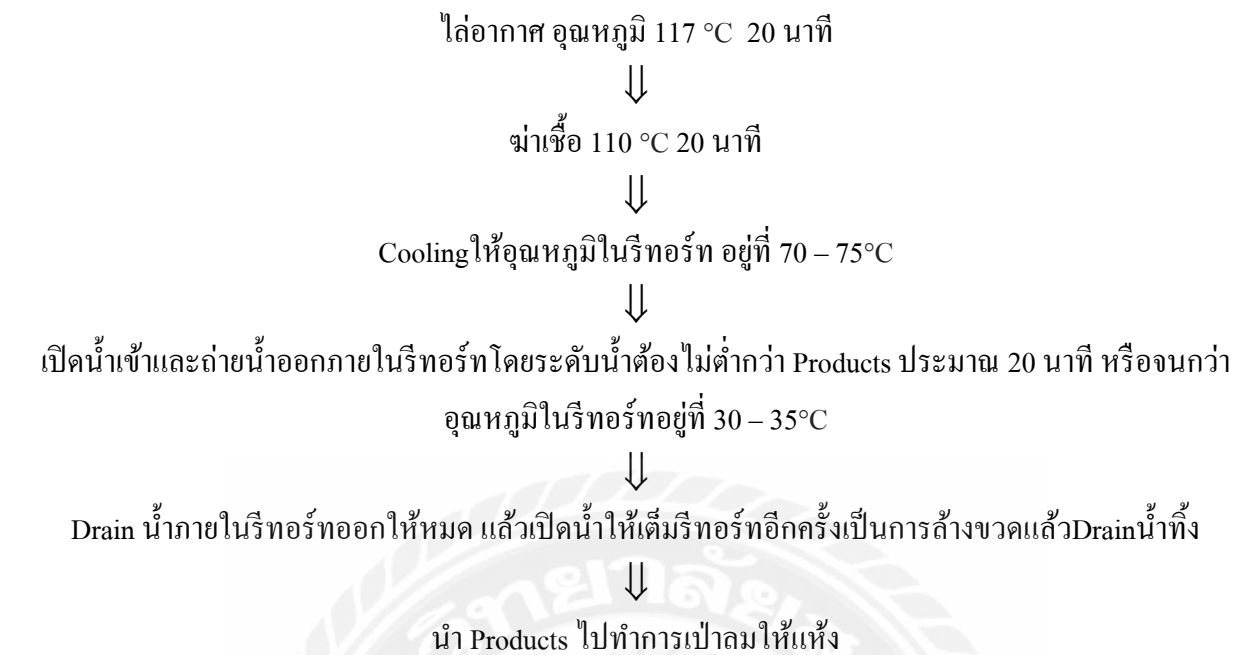 ไล่อากาศ อุณหภูมิ 117 °C 20 นาที
⇓
ฆ่าเชื้อ 110 °C 20 นาที
⇓
Coolingให้อุณหภูมิในรีทอร์ท อยู่ที่ 70 – 75°C
⇓
เปิดน้ำเข้าและถ่ายน้ำออกภายในรีทอร์ทโดยระดับน้ำต้องไม่ต่ำกว่า Products ประมาณ 20 นาที หรือจนกว่า
อุณหภูมิในรีทอร์ทอยู่ที่ 30 – 35°C
⇓
Drain น้ำภายในรีทอร์ทออกให้หมด แล้วเปิดน้ำให้เต็มรีทอร์ทอีกครั้งเป็นการล้างขวดแล้วDrainน้ำทิ้ง
⇓
นำ Products ไปทำการเป่าลมให้แห้ง